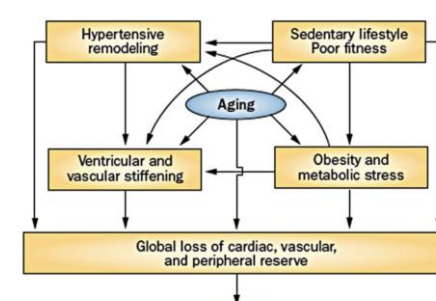 Hypertensive
remodeling
Sedentary lifestyle
Poor fitness
Aging
Ventricular and
vascular stiffening
Obesity and
metabolic stress
Global loss of cardiac, vascular,
and peripheral reserve